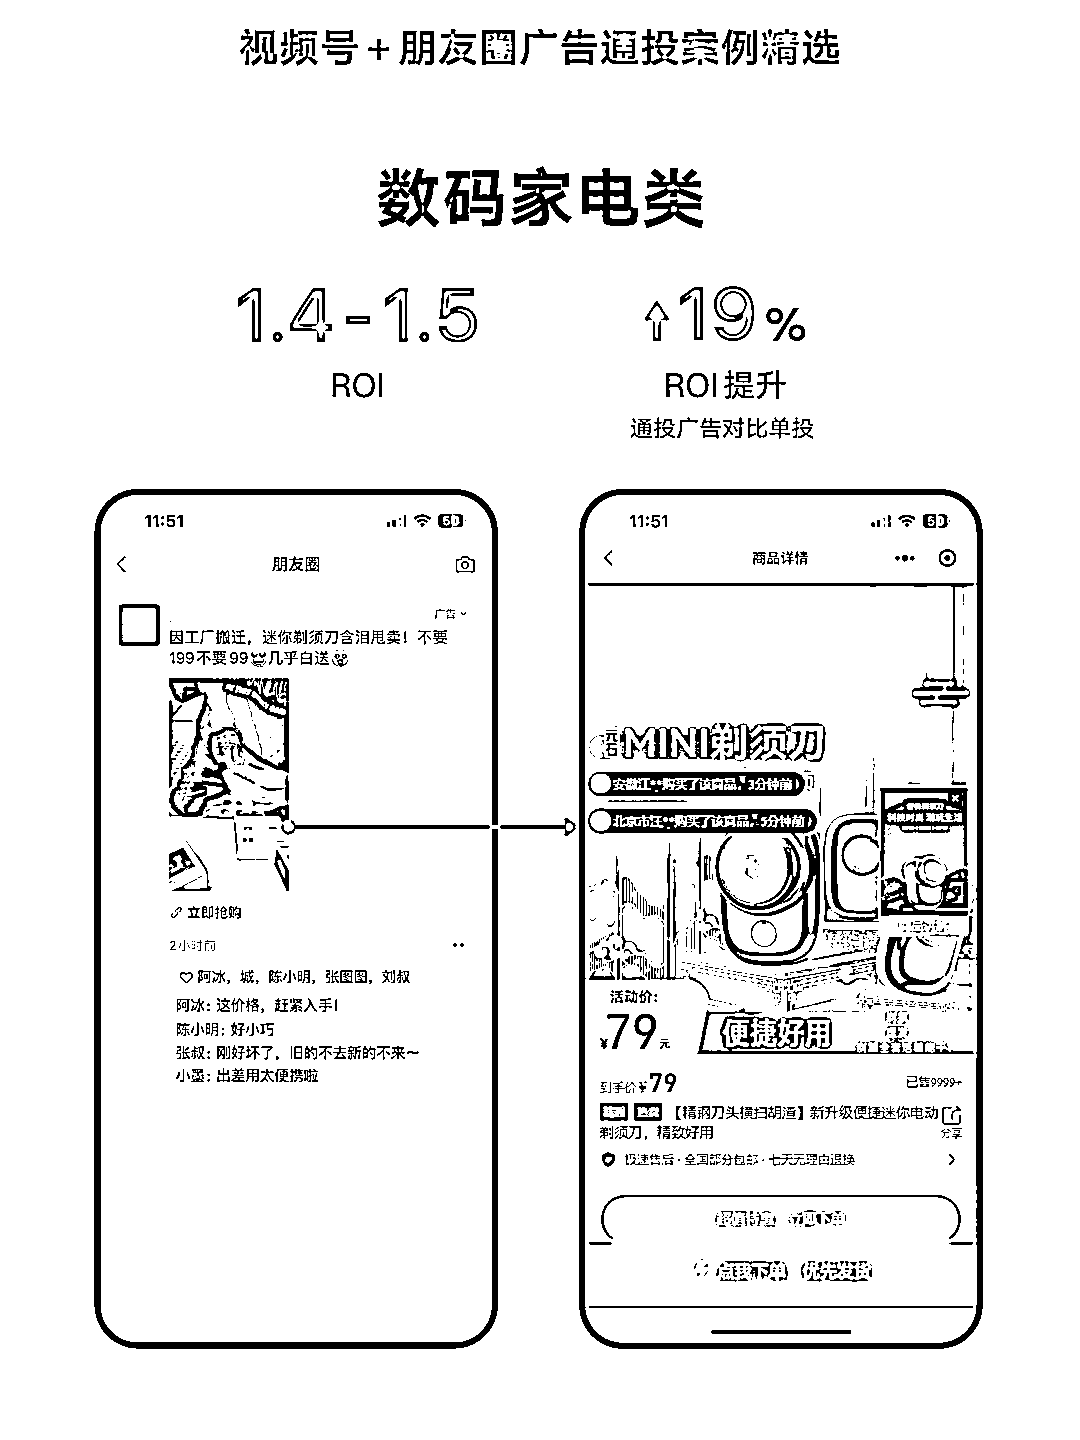 视频号+朋友圈广告通投案例精选
数码家电类
1.4-1.5
ROI
↑19%
ROI提升
通投广告对比单投
11:51
60
朋友圈
广告
因工厂搬迁，迷你剃须刀含泪甩卖！不要
199不要99几乎白送
立即抢购
2小时前
阿冰，城，陈小明，张图图，刘叔
阿冰：这价格，赶紧入手！
陈小明：好小巧
张叔：刚好坏了，旧的不去新的不来~
小墨：出差用太便携啦
11:51
60
商品详情
MINI剃须刀
安徽江**购买了该商品，3分钟前
北京市汪**购买了该商品，5分钟前
活动价：
¥79元
便捷好用
到手价¥79
已售9999+
【精钢刀头横扫胡渣】新升级便捷迷你电动
剃须刀，精致好用
分享
极速售后·全国部分包邮·七天无理由退换
点我下单 优先发货